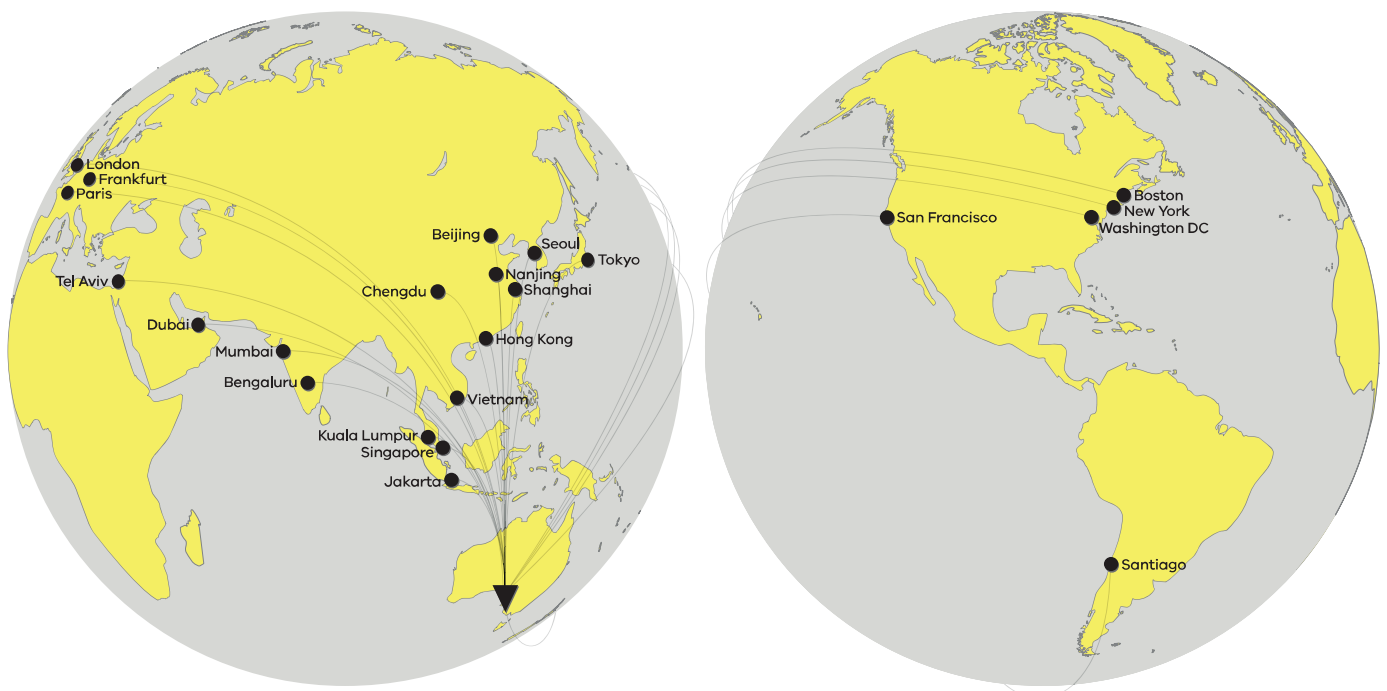 London
Frankfurt
Paris
Beijing
Seoul
Tokyo
Tel Aviv
Nanjing
Chengdu
Shanghai
Dubai
Hong Kong
Mumbai
Bengaluru
Vietnam
Kuala Lumpur
Singapore
Jakarta
Boston
New York
San Francisco
Washington DC
Santiago